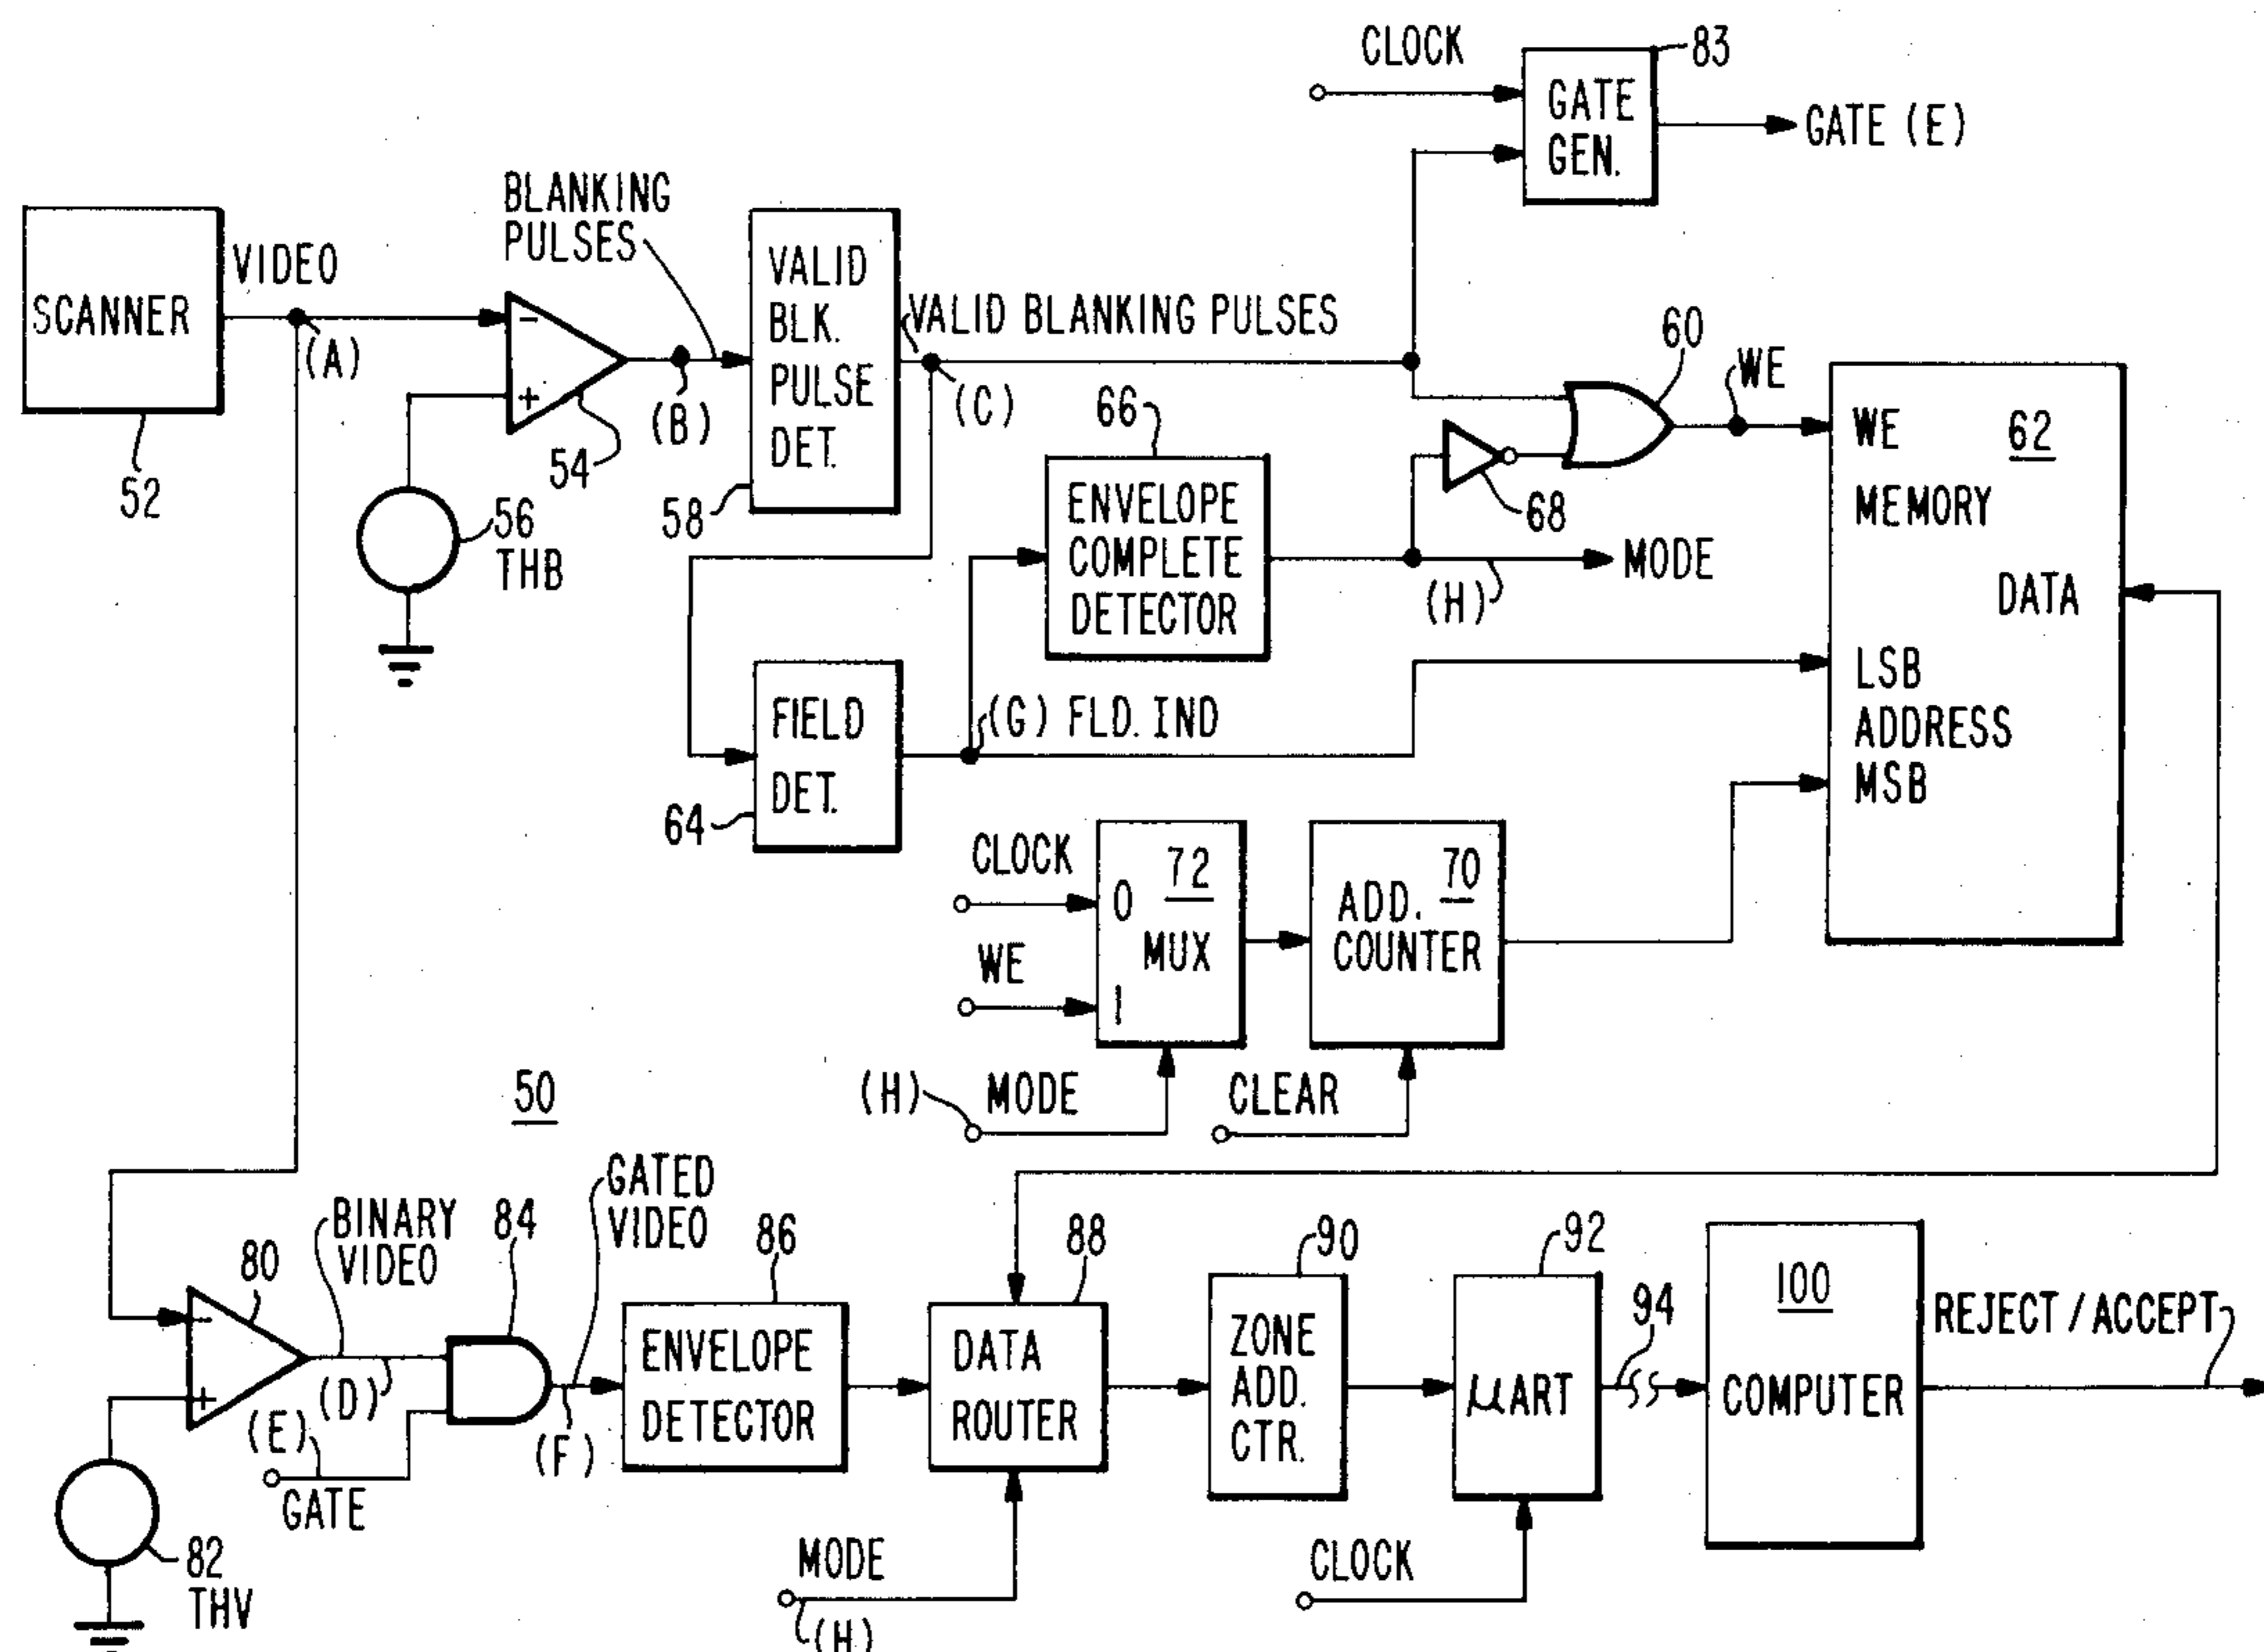 CLOCK
83
GATE
GEN.
GATE (E)
BLANKING
PULSES
SCANNER
VIDEO
(A)
52
-
+
54
(B)
56
THB
VALID
BLK.
PULSE
DET.
58
VALID BLANKING PULSES
(C)
60
WE
66
ENVELOPE
COMPLETE
DETECTOR
68
(H)
MODE
WE
62
MEMORY
DATA
LSB
ADDRESS
MSB
FIELD
DET.
64
(G) FLD. IND
CLOCK
WE
0
72
MUX
1
ADD.
70
COUNTER
(H)
MODE
CLEAR
50
BINARY
VIDEO
84
GATED
VIDEO
80
-
+
(D)
(E)
GATE
82
THV
(F)
86
ENVELOPE
DETECTOR
88
DATA
ROUTER
MODE
(H)
90
ZONE
ADD.
CTR.
92
μART
CLOCK
94
100
COMPUTER
REJECT / ACCEPT